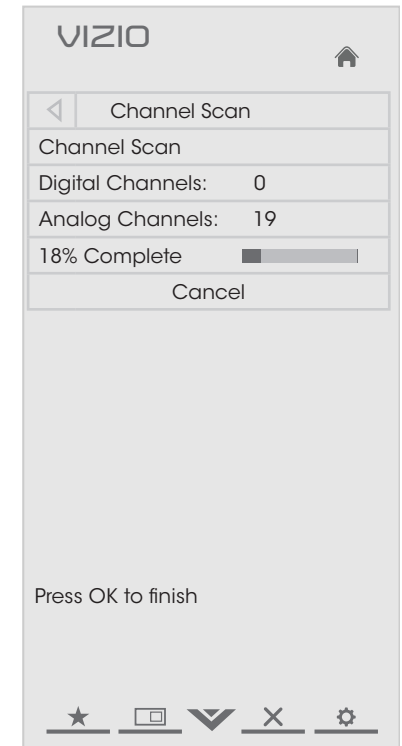 VIZIO
Channel Scan
Channel Scan
Digital Channels: 0
Analog Channels: 19
18% Complete
Cancel
Press OK to finish